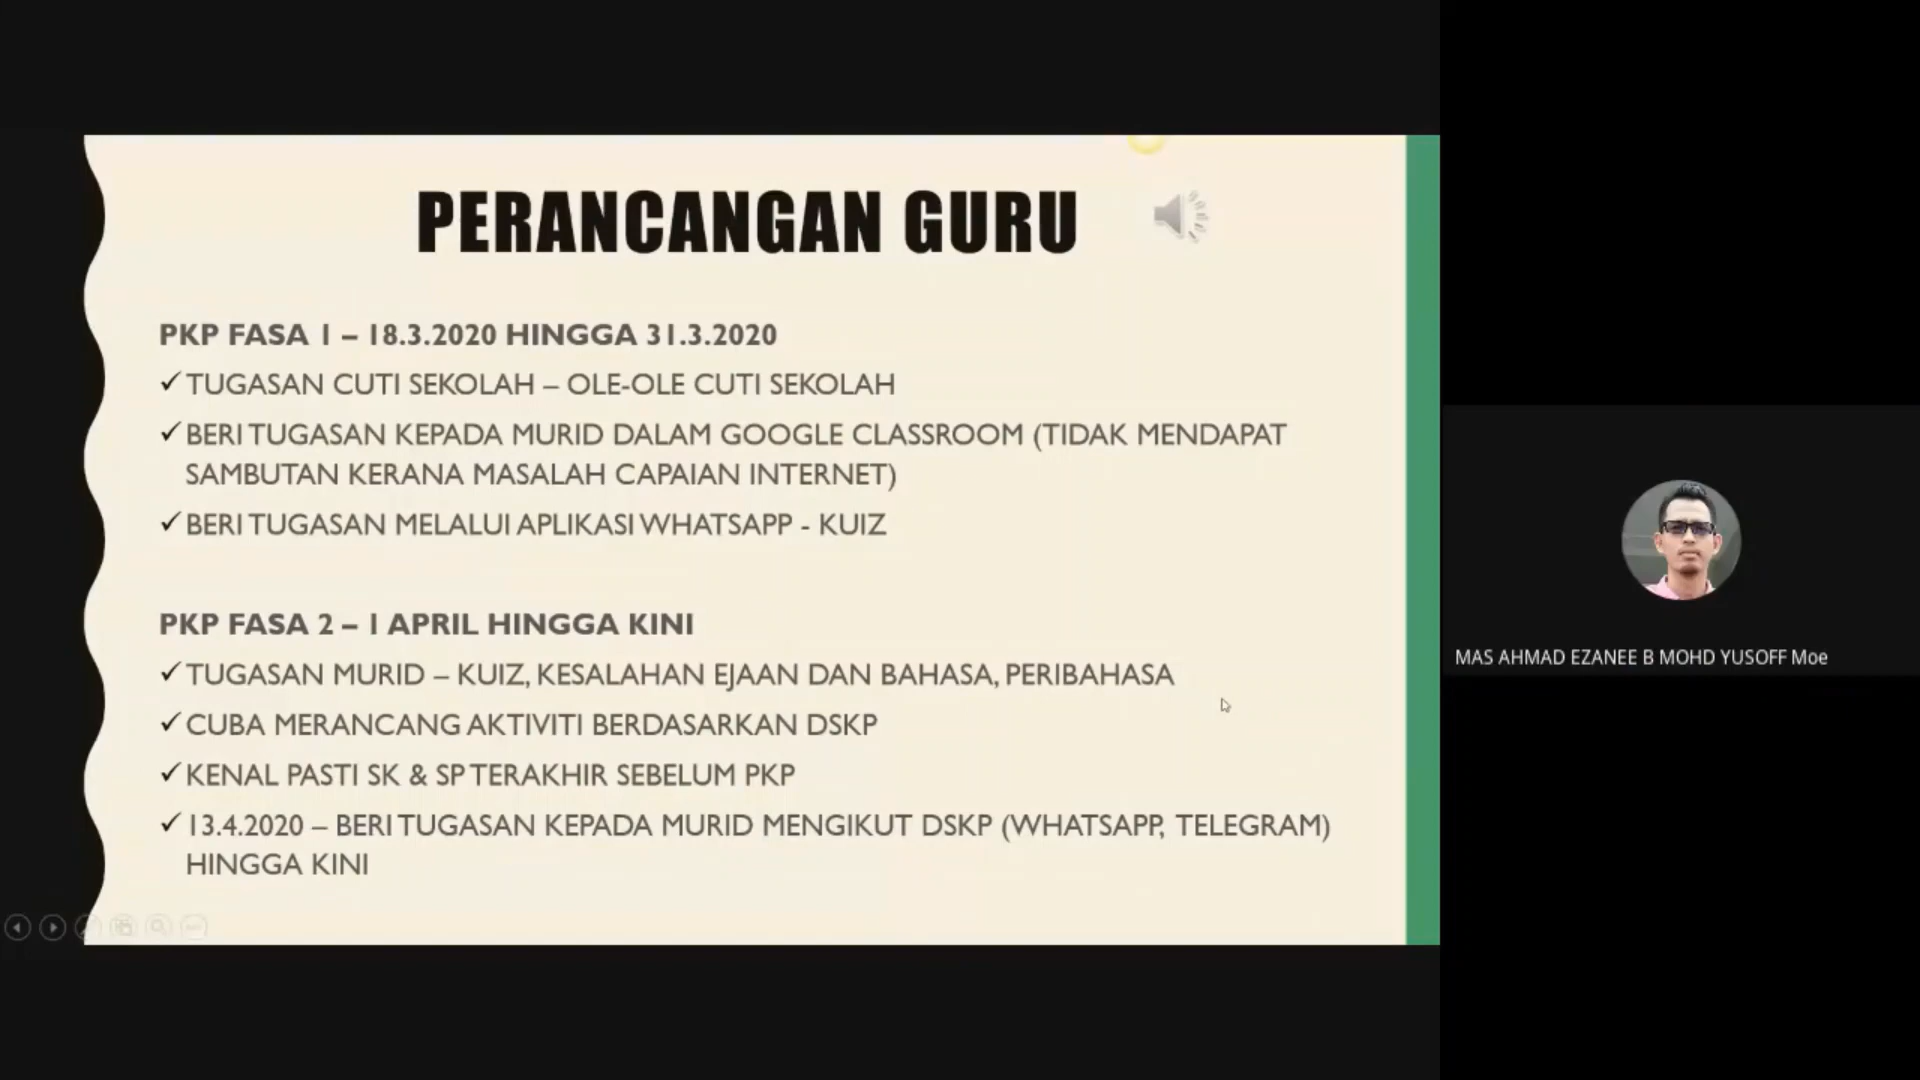 PERANCANGAN GURU
PKP FASA 1 – 18.3.2020 HINGGA 31.3.2020
✓TUGASAN CUTI SEKOLAH – OLE-OLE CUTI SEKOLAH
✓BERI TUGASAN KEPADA MURID DALAM GOOGLE CLASSROOM (TIDAK MENDAPAT
SAMBUTAN KERANA MASALAH CAPAIAN INTERNET)
✓BERI TUGASAN MELALUI APLIKASI WHATSAPP - KUIZ
PKP FASA 2 – 1 APRIL HINGGA KINI
✓TUGASAN MURID – KUIZ, KESALAHAN EJAAN DAN BAHASA, PERIBAHASA
✓CUBA MERANCANG AKTIVITI BERDASARKAN DSKP
✓KENAL PASTI SK & SP TERAKHIR SEBELUM PKP
✓13.4.2020 – BERI TUGASAN KEPADA MURID MENGIKUT DSKP (WHATSAPP, TELEGRAM)
HINGGA KINI
MAS AHMAD EZANEE B MOHD YUSOFF Moe